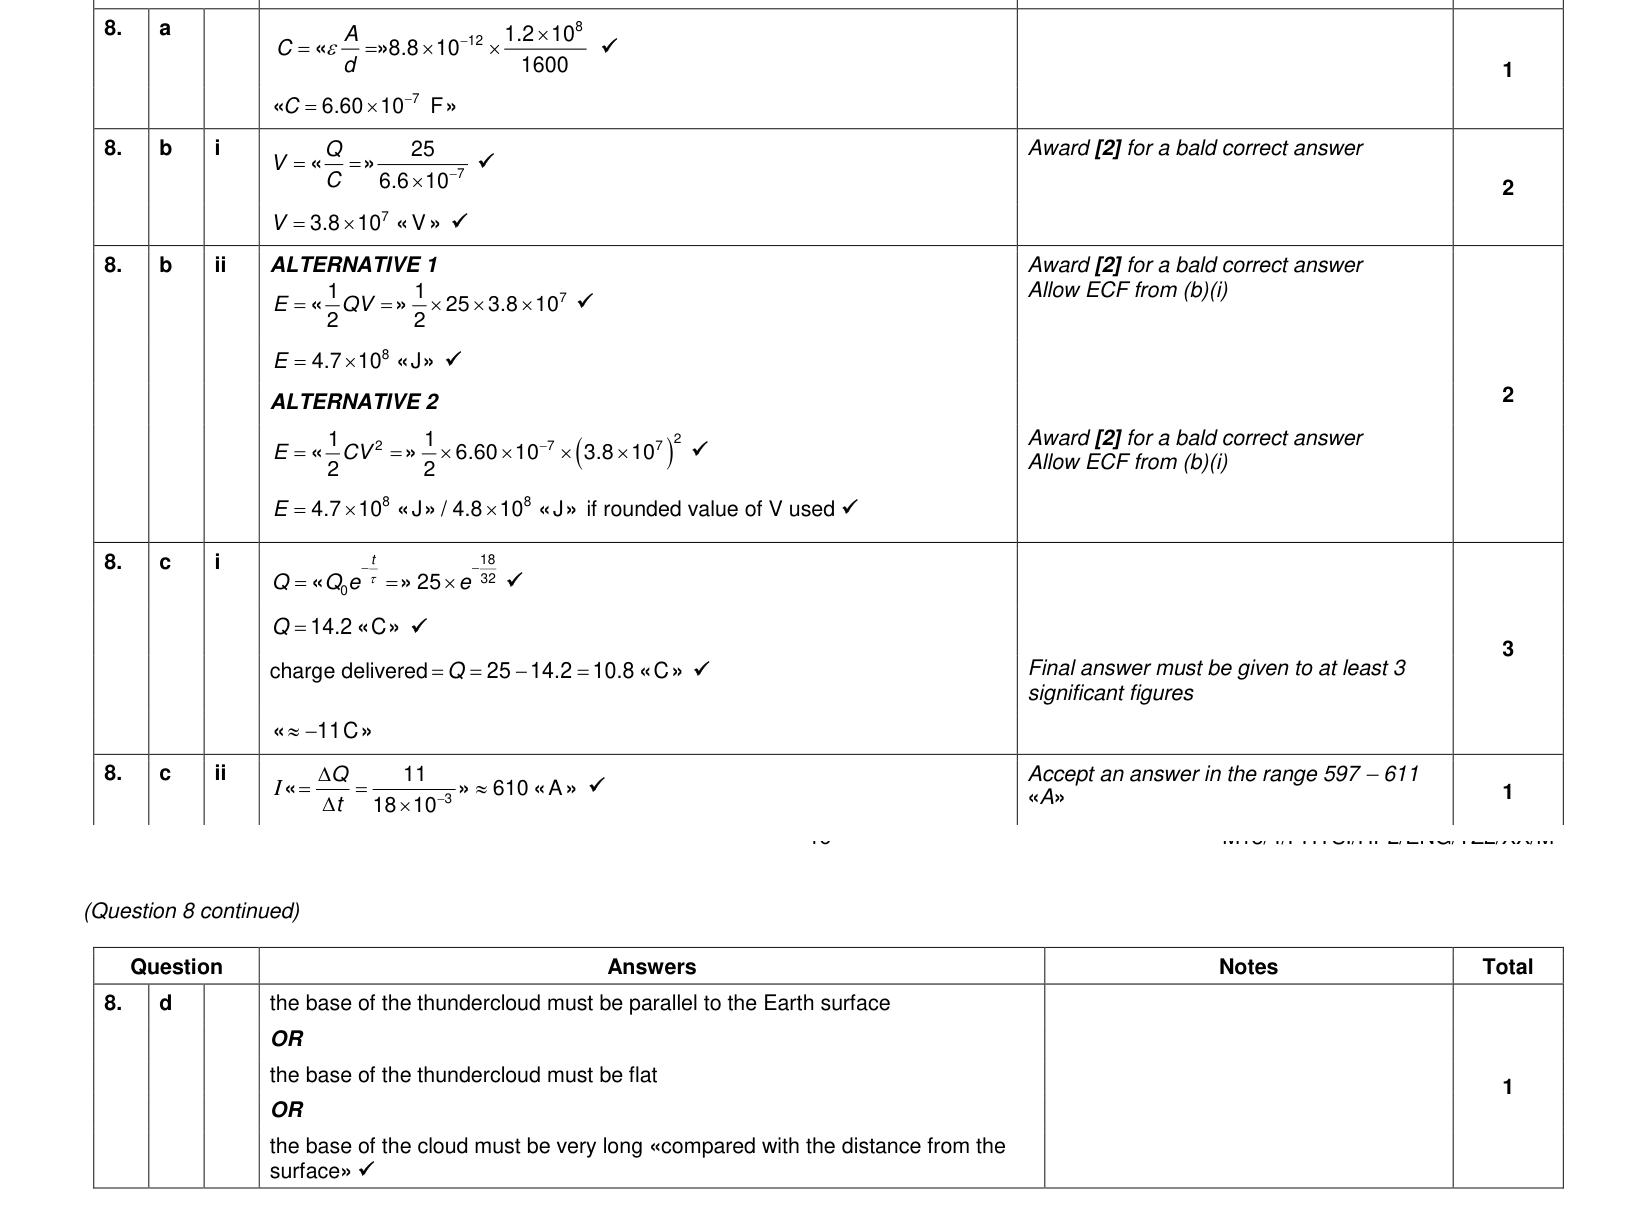 8. a C = «ε A/d =» 8.8 × 10⁻¹² × 1.2 × 10⁸/1600 ✓
1
«C = 6.60 × 10⁻⁷ F»
8. b i V = «Q/C =» 25/6.6 × 10⁻⁷ ✓ Award [2] for a bald correct answer
2
V = 3.8 × 10⁷ «V» ✓
8. b ii ALTERNATIVE 1 Award [2] for a bald correct answer
E = «1/2 QV =» 1/2 × 25 × 3.8 × 10⁷ ✓ Allow ECF from (b)(i)
E = 4.7 × 10⁸ «J» ✓
2
ALTERNATIVE 2
E = «1/2 CV² =» 1/2 × 6.60 × 10⁻⁷ × (3.8 × 10⁷)² ✓ Award [2] for a bald correct answer
Allow ECF from (b)(i)
E = 4.7 × 10⁸ «J» / 4.8 × 10⁸ «J» if rounded value of V used ✓
8. c i Q = «Q₀e^(−t/τ) =» 25 × e^(−18/32) ✓
Q = 14.2 «C» ✓
3
charge delivered = Q = 25 − 14.2 = 10.8 «C» ✓ Final answer must be given to at least 3
significant figures
«≈ −11 C»
8. c ii I «= ΔQ/Δt = 11/18 × 10⁻³» ≈ 610 «A» ✓ Accept an answer in the range 597 – 611
«A»
1
(Question 8 continued)
Question Answers Notes Total
8. d the base of the thundercloud must be parallel to the Earth surface
OR
the base of the thundercloud must be flat
1
OR
the base of the cloud must be very long «compared with the distance from the
surface» ✓